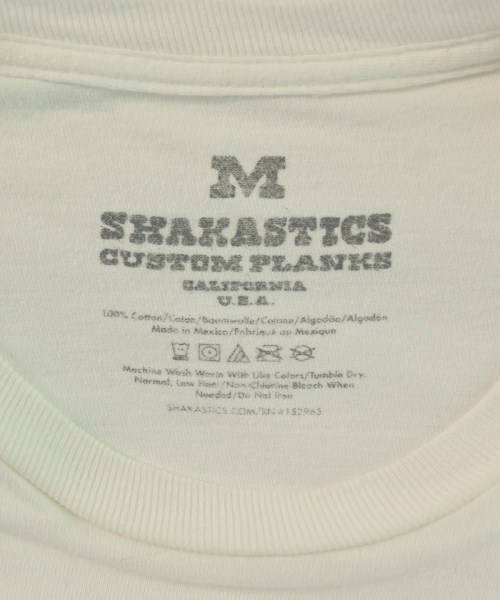 M
SHAKASTICS
CUSTOM PLANKS
CALIFORNIA
U.S.A.
100% Cotton/Coton/Baumwolle/Cotone/Algodão/Algodón
Made in Mexico/Fabriqué au Mexique
Machine Wash Warm With Like Colors/Tumble Dry.
Normal, Low Heat/Non-Chlorine Bleach When
Needed/Do Not Iron
SHAKASTICS.COM/RN#152965